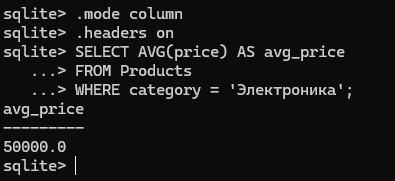 sqlite> .mode column
sqlite> .headers on
sqlite> SELECT AVG(price) AS avg_price
   ...> FROM Products
   ...> WHERE category = 'Электроника';
avg_price
---------
50000.0
sqlite>